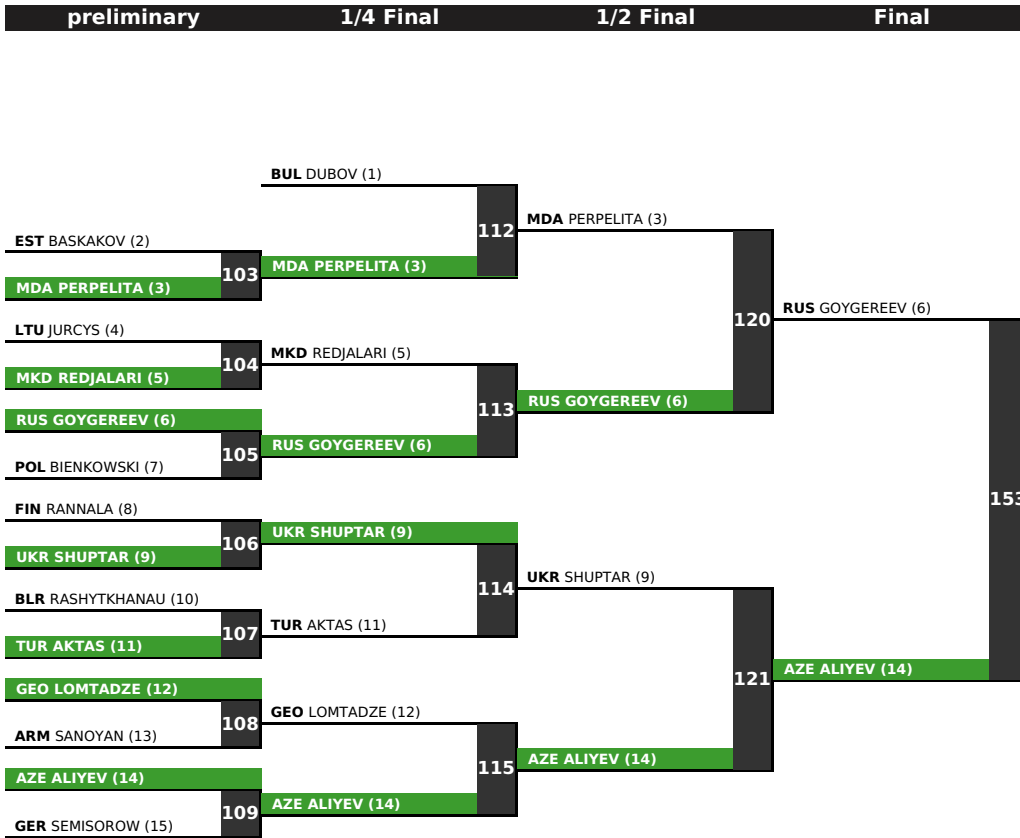 preliminary 1/4 Final 1/2 Final Final
BUL DUBOV (1)
112
MDA PERPELITA (3)
EST BASKAKOV (2)
103
MDA PERPELITA (3)
MDA PERPELITA (3)
120
RUS GOYGEREEV (6)
LTU JURCYS (4)
104
MKD REDJALARI (5)
MKD REDJALARI (5)
113
RUS GOYGEREEV (6)
RUS GOYGEREEV (6)
105
RUS GOYGEREEV (6)
POL BIENKOWSKI (7)
153
FIN RANNALA (8)
106
UKR SHUPTAR (9)
UKR SHUPTAR (9)
114
UKR SHUPTAR (9)
BLR RASHYTKHANAU (10)
107
TUR AKTAS (11)
TUR AKTAS (11)
121
AZE ALIYEV (14)
GEO LOMTADZE (12)
108
GEO LOMTADZE (12)
ARM SANOYAN (13)
115
AZE ALIYEV (14)
AZE ALIYEV (14)
109
AZE ALIYEV (14)
GER SEMISOROW (15)